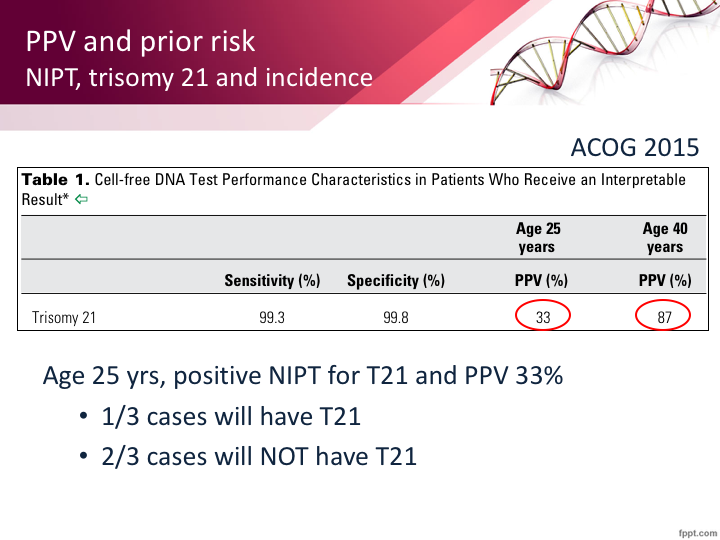 PPV and prior risk
NIPT, trisomy 21 and incidence
ACOG 2015
Table 1. Cell-free DNA Test Performance Characteristics in Patients Who Receive an Interpretable
Result* ⇦
Age 25 Age 40
years years
Sensitivity (%) Specificity (%) PPV (%) PPV (%)
Trisomy 21 99.3 99.8 33 87
Age 25 yrs, positive NIPT for T21 and PPV 33%
• 1/3 cases will have T21
• 2/3 cases will NOT have T21
fppt.com